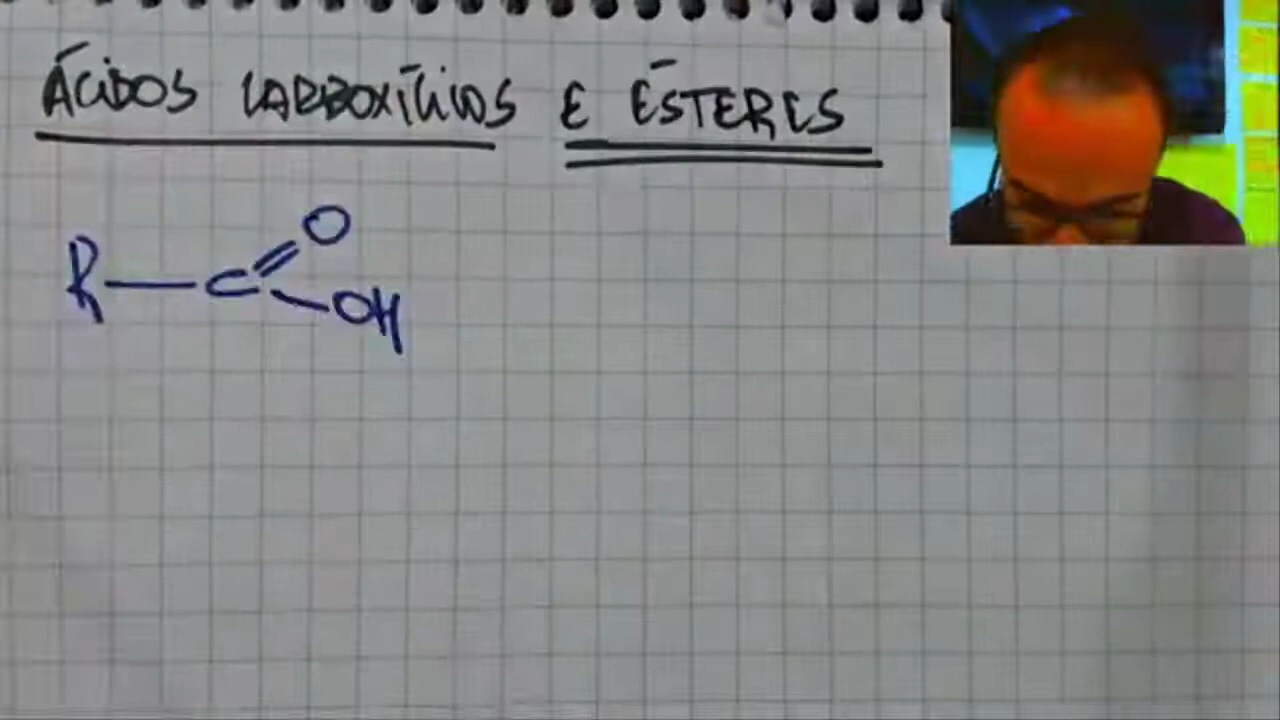 ÁCIDOS CARBOXÍLICOS E ÉSTERES
R—C=O
OH